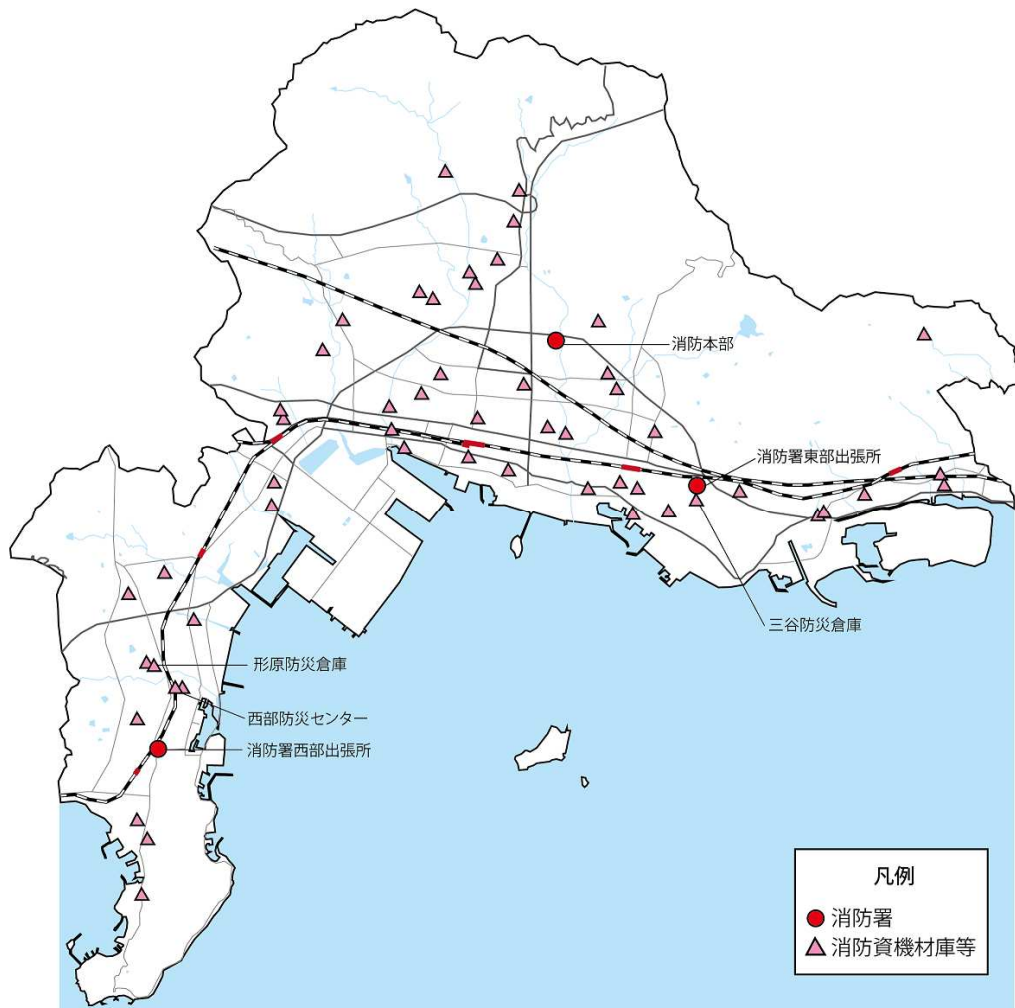 消防本部
消防署東部出張所
三谷防災倉庫
形原防災倉庫
西部防災センター
消防署西部出張所
凡例
消防署
消防資機材庫等